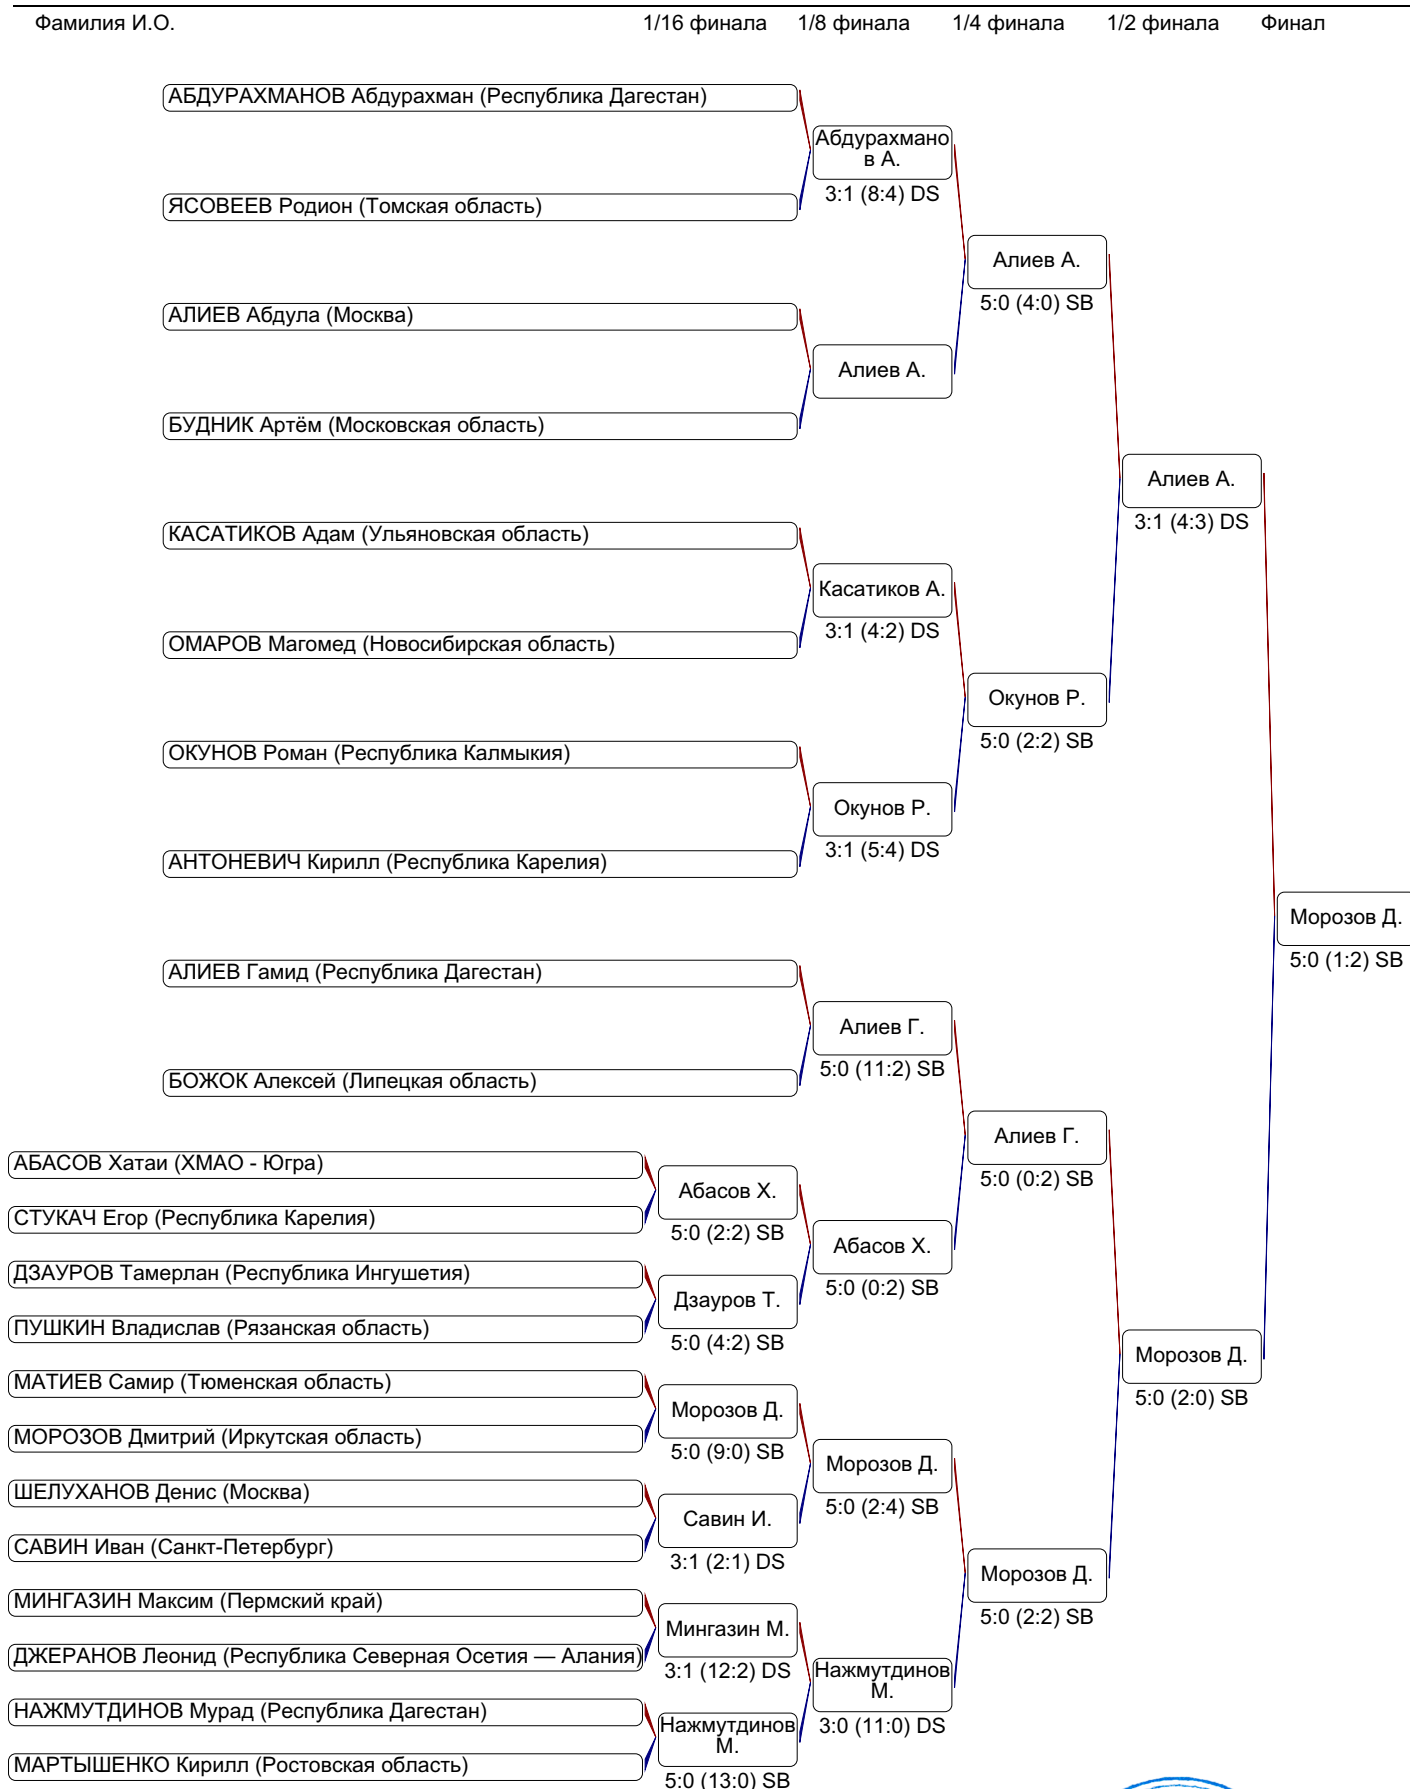 Фамилия И.О. 1/16 финала 1/8 финала 1/4 финала 1/2 финала Финал
АБДУРАХМАНОВ Абдурахман (Республика Дагестан)
Абдурахмано
в А.
3:1 (8:4) DS
ЯСОВЕЕВ Родион (Томская область)
Алиев А.
5:0 (4:0) SB
АЛИЕВ Абдула (Москва)
Алиев А.
БУДНИК Артём (Московская область)
Алиев А.
3:1 (4:3) DS
КАСАТИКОВ Адам (Ульяновская область)
Касатиков А.
3:1 (4:2) DS
ОМАРОВ Магомед (Новосибирская область)
Окунов Р.
5:0 (2:2) SB
ОКУНОВ Роман (Республика Калмыкия)
Окунов Р.
3:1 (5:4) DS
АНТОНЕВИЧ Кирилл (Республика Карелия)
Морозов Д.
5:0 (1:2) SB
АЛИЕВ Гамид (Республика Дагестан)
Алиев Г.
5:0 (11:2) SB
БОЖОК Алексей (Липецкая область)
Алиев Г.
5:0 (0:2) SB
АБАСОВ Хатаи (ХМАО - Югра)
Абасов Х.
5:0 (2:2) SB
СТУКАЧ Егор (Республика Карелия)
Абасов Х.
5:0 (0:2) SB
ДЗАУРОВ Тамерлан (Республика Ингушетия)
Дзауров Т.
5:0 (4:2) SB
ПУШКИН Владислав (Рязанская область)
Морозов Д.
5:0 (2:0) SB
МАТИЕВ Самир (Тюменская область)
Морозов Д.
5:0 (9:0) SB
МОРОЗОВ Дмитрий (Иркутская область)
Морозов Д.
5:0 (2:4) SB
ШЕЛУХАНОВ Денис (Москва)
Савин И.
3:1 (2:1) DS
САВИН Иван (Санкт-Петербург)
Морозов Д.
5:0 (2:2) SB
МИНГАЗИН Максим (Пермский край)
Мингазин М.
3:1 (12:2) DS
ДЖЕРАНОВ Леонид (Республика Северная Осетия — Алания)
Нажмутдинов
М.
3:0 (11:0) DS
НАЖМУТДИНОВ Мурад (Республика Дагестан)
Нажмутдинов
М.
5:0 (13:0) SB
МАРТЫШЕНКО Кирилл (Ростовская область)